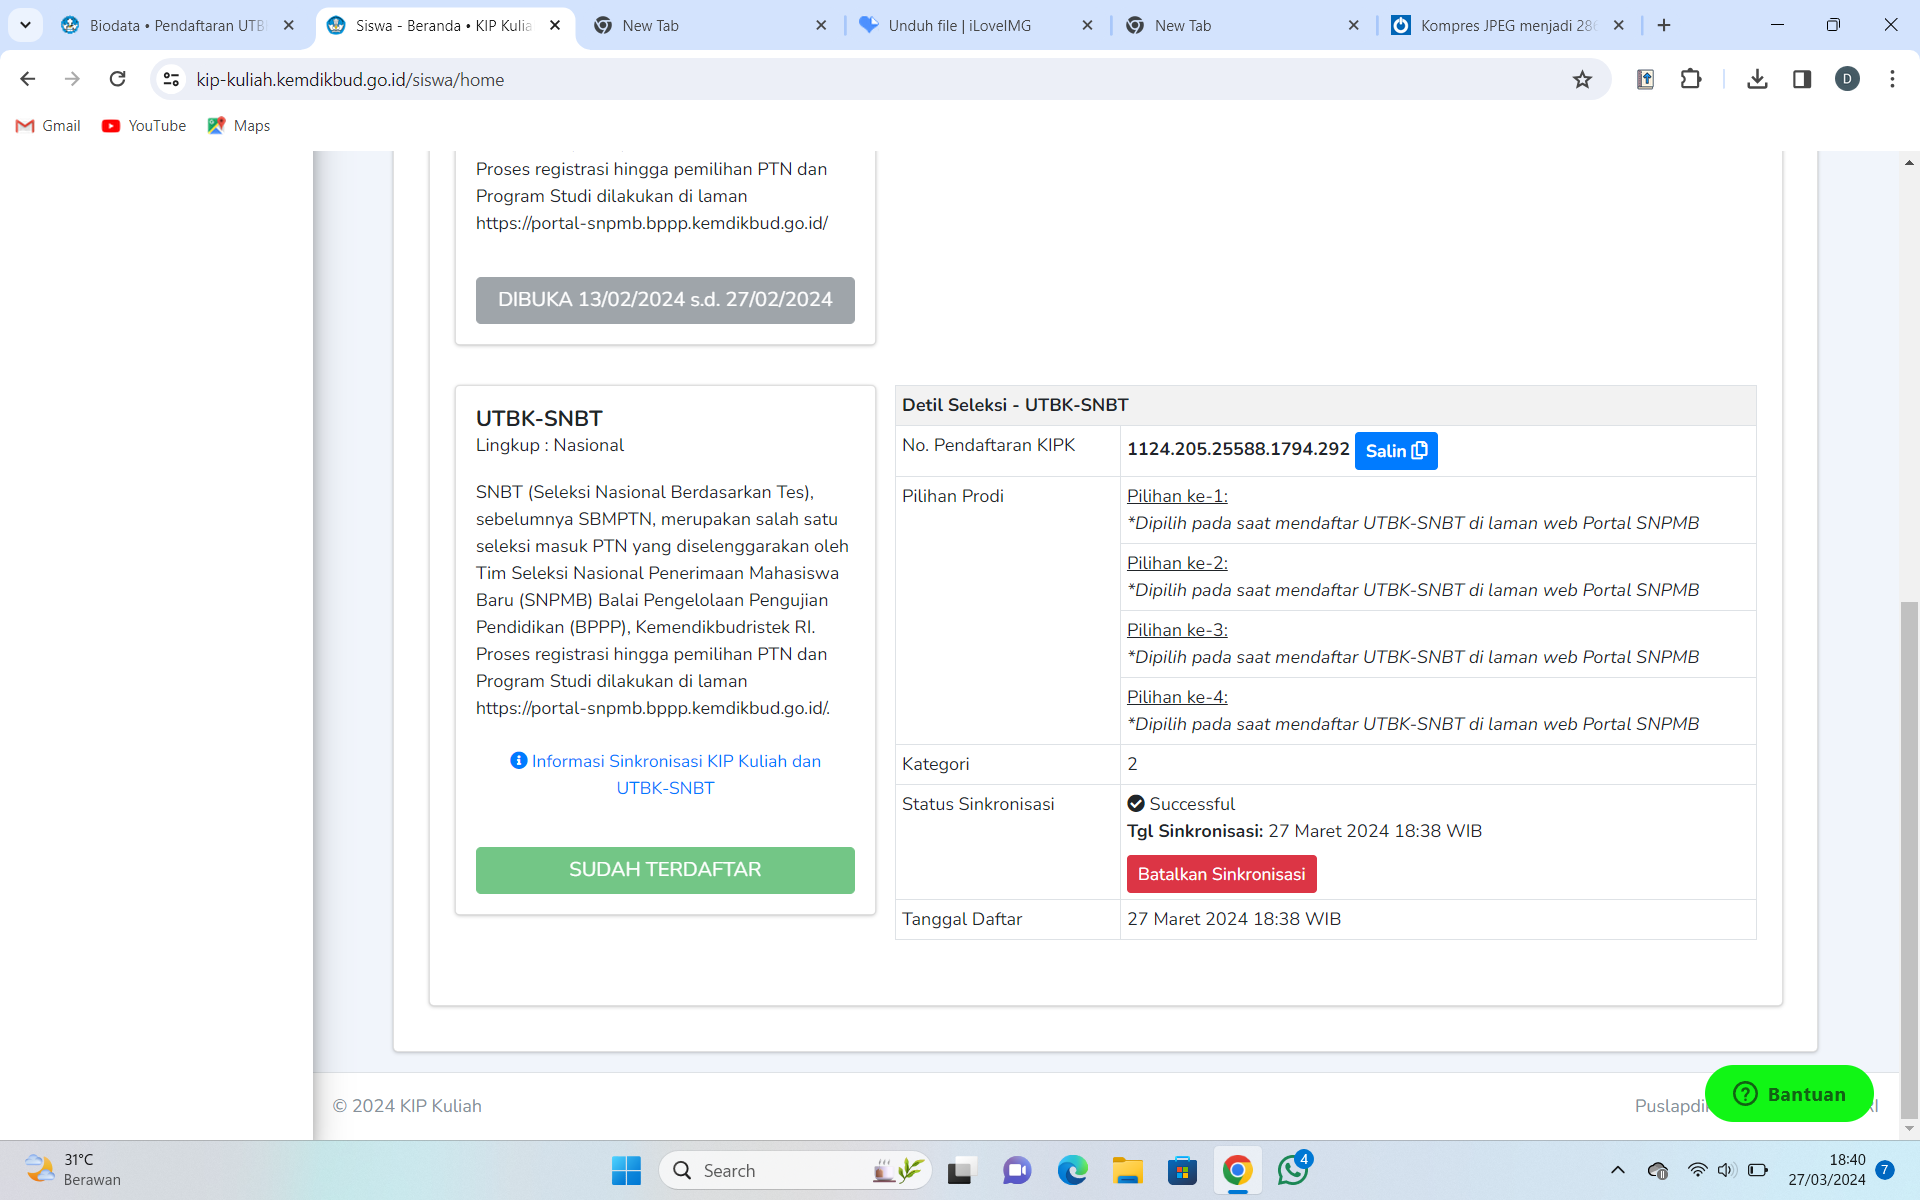 Biodata • Pendaftaran UTB
Siswa - Beranda • KIP Kulia
New Tab
Unduh file | iLoveIMG
New Tab
Kompres JPEG menjadi 28
kip-kuliah.kemdikbud.go.id/siswa/home
D
Gmail
YouTube
Maps
Proses registrasi hingga pemilihan PTN dan
Program Studi dilakukan di laman
https://portal-snpmb.bppp.kemdikbud.go.id/
DIBUKA 13/02/2024 s.d. 27/02/2024
UTBK-SNBT
Lingkup : Nasional
SNBT (Seleksi Nasional Berdasarkan Tes),
sebelumnya SBMPTN, merupakan salah satu
seleksi masuk PTN yang diselenggarakan oleh
Tim Seleksi Nasional Penerimaan Mahasiswa
Baru (SNPMB) Balai Pengelolaan Pengujian
Pendidikan (BPPP), Kemendikbudristek RI.
Proses registrasi hingga pemilihan PTN dan
Program Studi dilakukan di laman
https://portal-snpmb.bppp.kemdikbud.go.id/.
Informasi Sinkronisasi KIP Kuliah dan
UTBK-SNBT
SUDAH TERDAFTAR
Detil Seleksi - UTBK-SNBT
No. Pendaftaran KIPK
1124.205.25588.1794.292 Salin
Pilihan Prodi
Pilihan ke-1:
*Dipilih pada saat mendaftar UTBK-SNBT di laman web Portal SNPMB
Pilihan ke-2:
*Dipilih pada saat mendaftar UTBK-SNBT di laman web Portal SNPMB
Pilihan ke-3:
*Dipilih pada saat mendaftar UTBK-SNBT di laman web Portal SNPMB
Pilihan ke-4:
*Dipilih pada saat mendaftar UTBK-SNBT di laman web Portal SNPMB
Kategori
2
Status Sinkronisasi
Successful
Tgl Sinkronisasi: 27 Maret 2024 18:38 WIB
Batalkan Sinkronisasi
Tanggal Daftar
27 Maret 2024 18:38 WIB
© 2024 KIP Kuliah
Puslapdi
Bantuan
31°C
Berawan
Search
4
18:40
27/03/2024
7